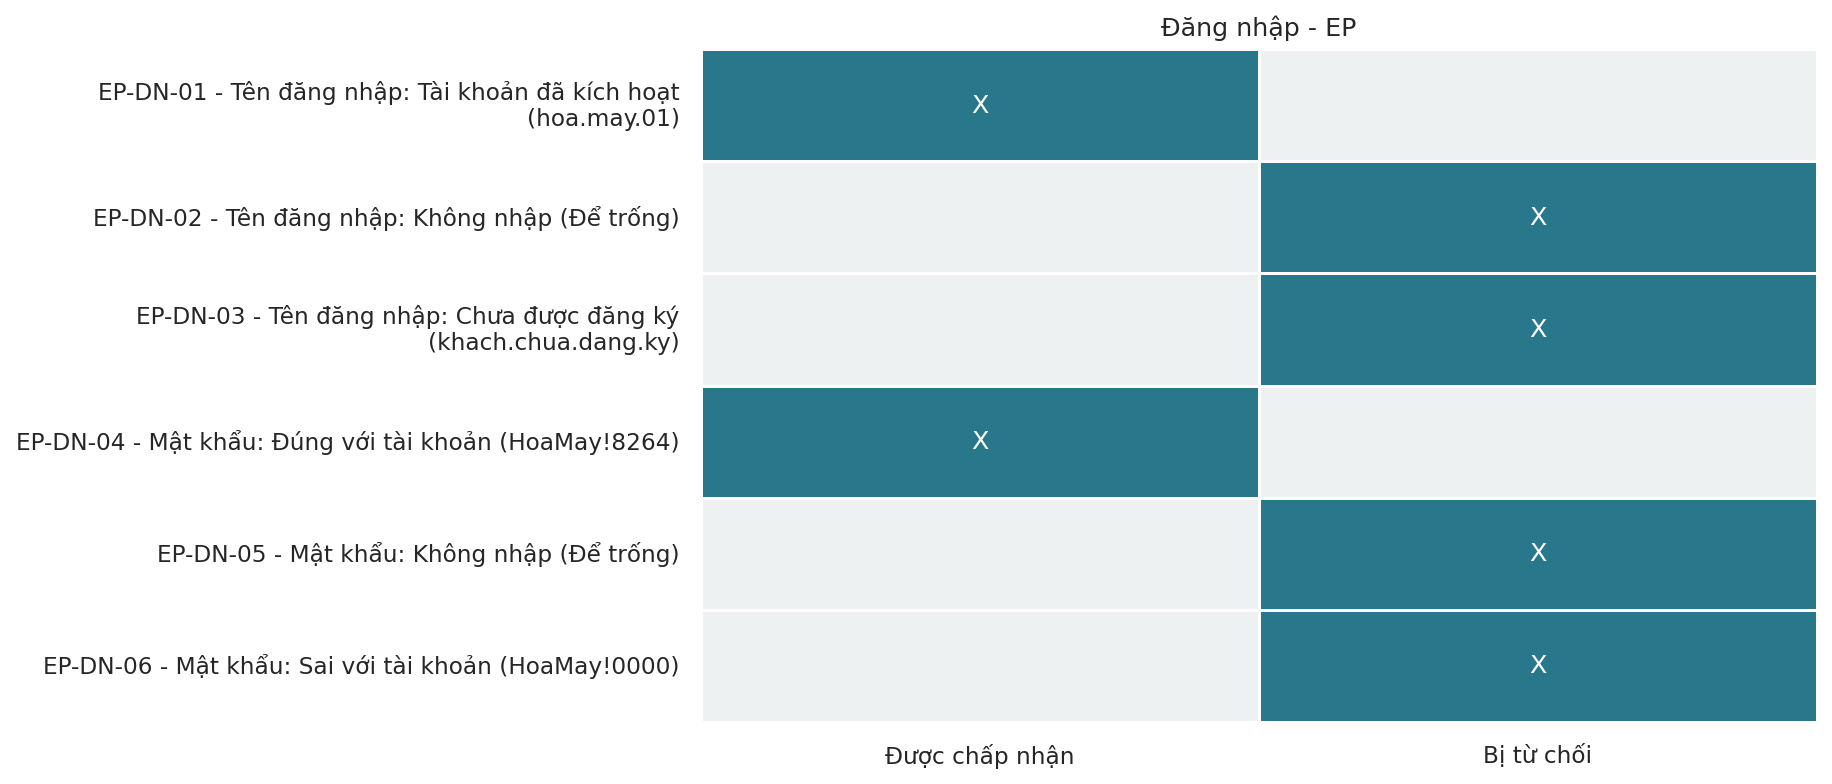 Đăng nhập - EP
EP-DN-01 - Tên đăng nhập: Tài khoản đã kích hoạt
(hoa.may.01)
X
EP-DN-02 - Tên đăng nhập: Không nhập (Để trống)
X
EP-DN-03 - Tên đăng nhập: Chưa được đăng ký
(khach.chua.dang.ky)
X
EP-DN-04 - Mật khẩu: Đúng với tài khoản (HoaMay!8264)
X
EP-DN-05 - Mật khẩu: Không nhập (Để trống)
X
EP-DN-06 - Mật khẩu: Sai với tài khoản (HoaMay!0000)
X
Được chấp nhận
Bị từ chối